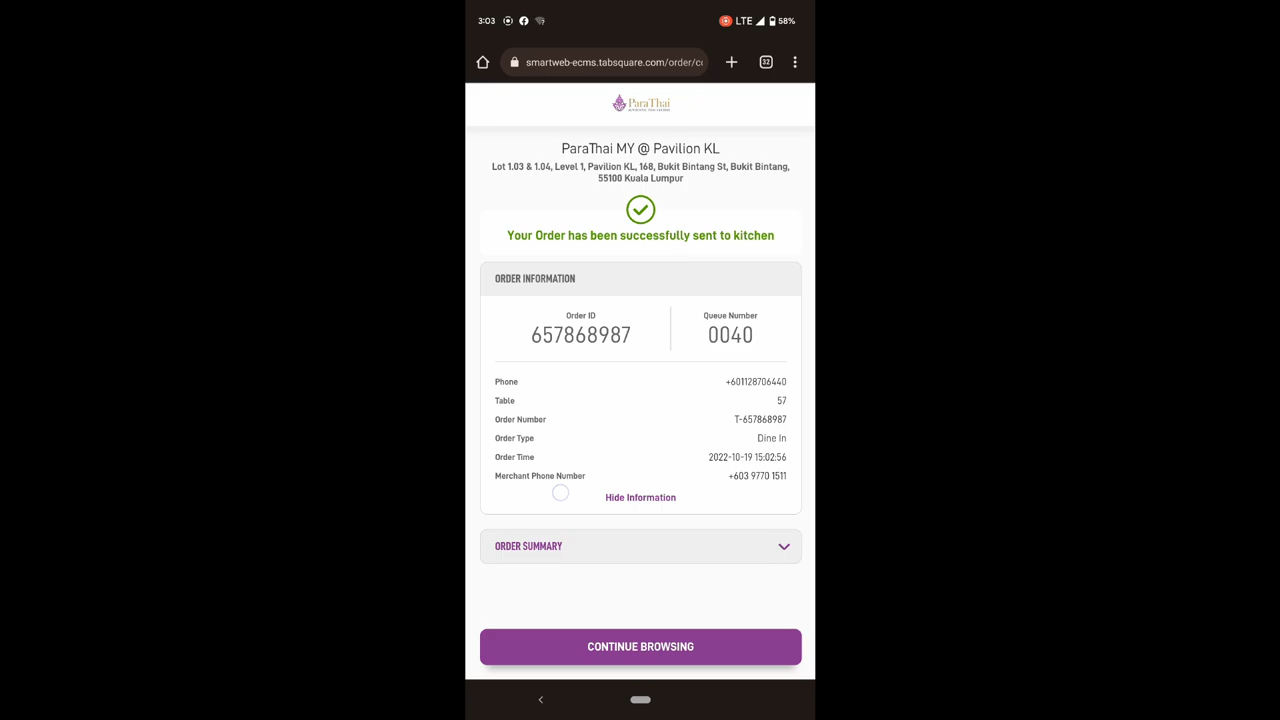 3:03
LTE 58%
smartweb-ecms.tabsquare.com/order/c
32
ParaThai
ParaThai MY @ Pavilion KL
Lot 1.03 & 1.04, Level 1, Pavilion KL, 168, Bukit Bintang St, Bukit Bintang,
55100 Kuala Lumpur
Your Order has been successfully sent to kitchen
ORDER INFORMATION
Order ID Queue Number
657868987 0040
Phone +601128706440
Table 57
Order Number T-657868987
Order Type Dine In
Order Time 2022-10-19 15:02:56
Merchant Phone Number +603 9770 1511
Hide Information
ORDER SUMMARY
CONTINUE BROWSING